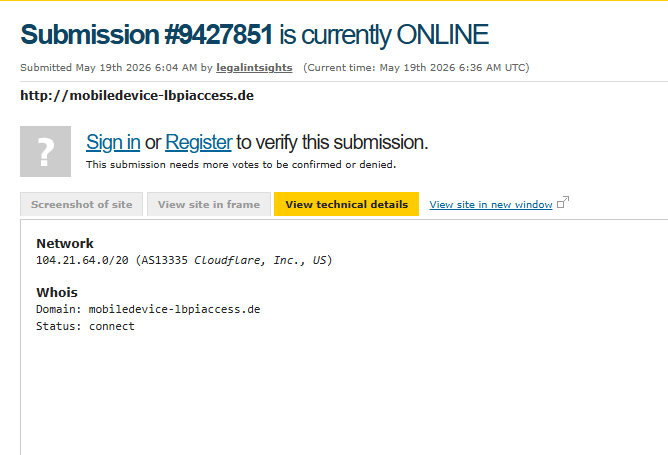 Submission #9427851 is currently ONLINE
Submitted May 19th 2026 6:04 AM by legalintsights (Current time: May 19th 2026 6:36 AM UTC)
http://mobiledevice-lbpiaccess.de
?
Sign in or Register to verify this submission.
This submission needs more votes to be confirmed or denied.
Screenshot of site View site in frame View technical details View site in new window
Network
104.21.64.0/20 (AS13335 Cloudflare, Inc., US)
Whois
Domain: mobiledevice-lbpiaccess.de
Status: connect